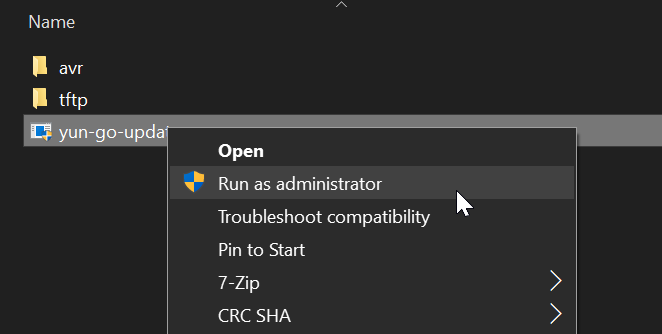 Name
avr
tftp
yun-go-updat
Open
Run as administrator
Troubleshoot compatibility
Pin to Start
7-Zip
CRC SHA